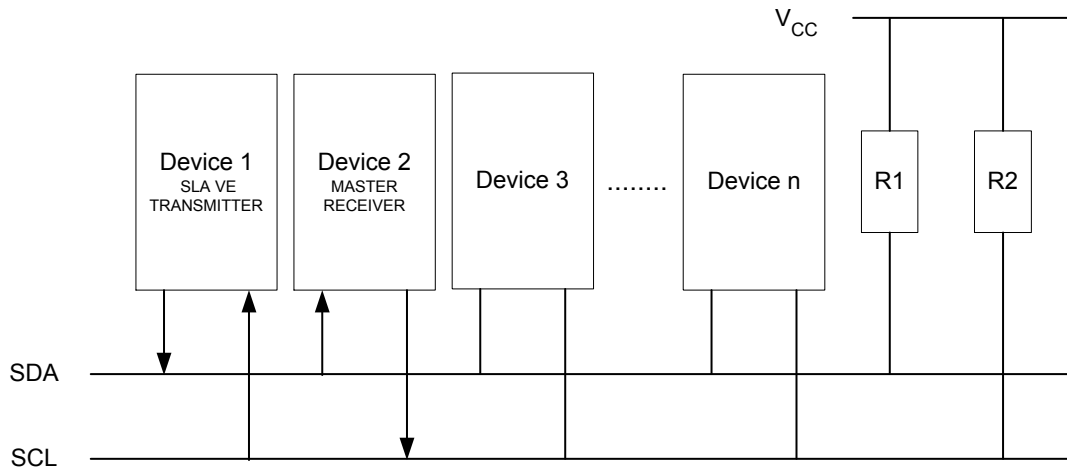 VCC
Device 1
SLA VE
TRANSMITTER
Device 2
MASTER
RECEIVER
Device 3
........
Device n
R1
R2
SDA
SCL